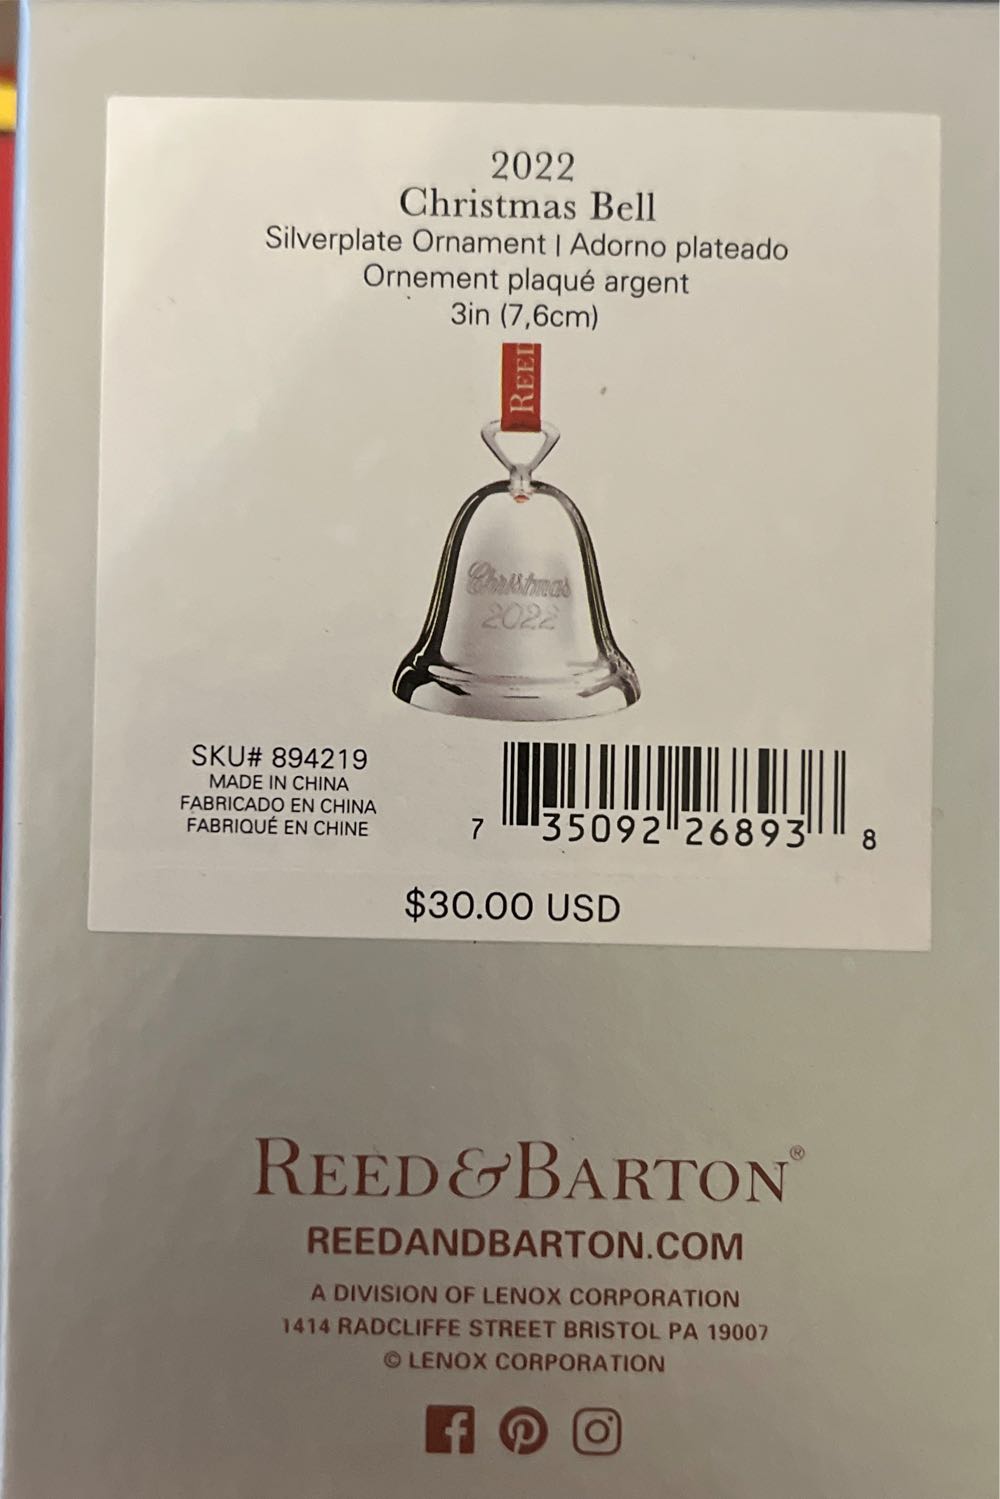 2022
Christmas Bell
Silverplate Ornament | Adorno plateado
Ornement plaqué argent
3in (7,6cm)
REED
Christmas
2022
SKU# 894219
MADE IN CHINA
FABRICADO EN CHINA
FABRIQUÉ EN CHINE
7 35092 26893 8
$30.00 USD
REED & BARTON®
REEDANDBARTON.COM
A DIVISION OF LENOX CORPORATION
1414 RADCLIFFE STREET BRISTOL PA 19007
© LENOX CORPORATION